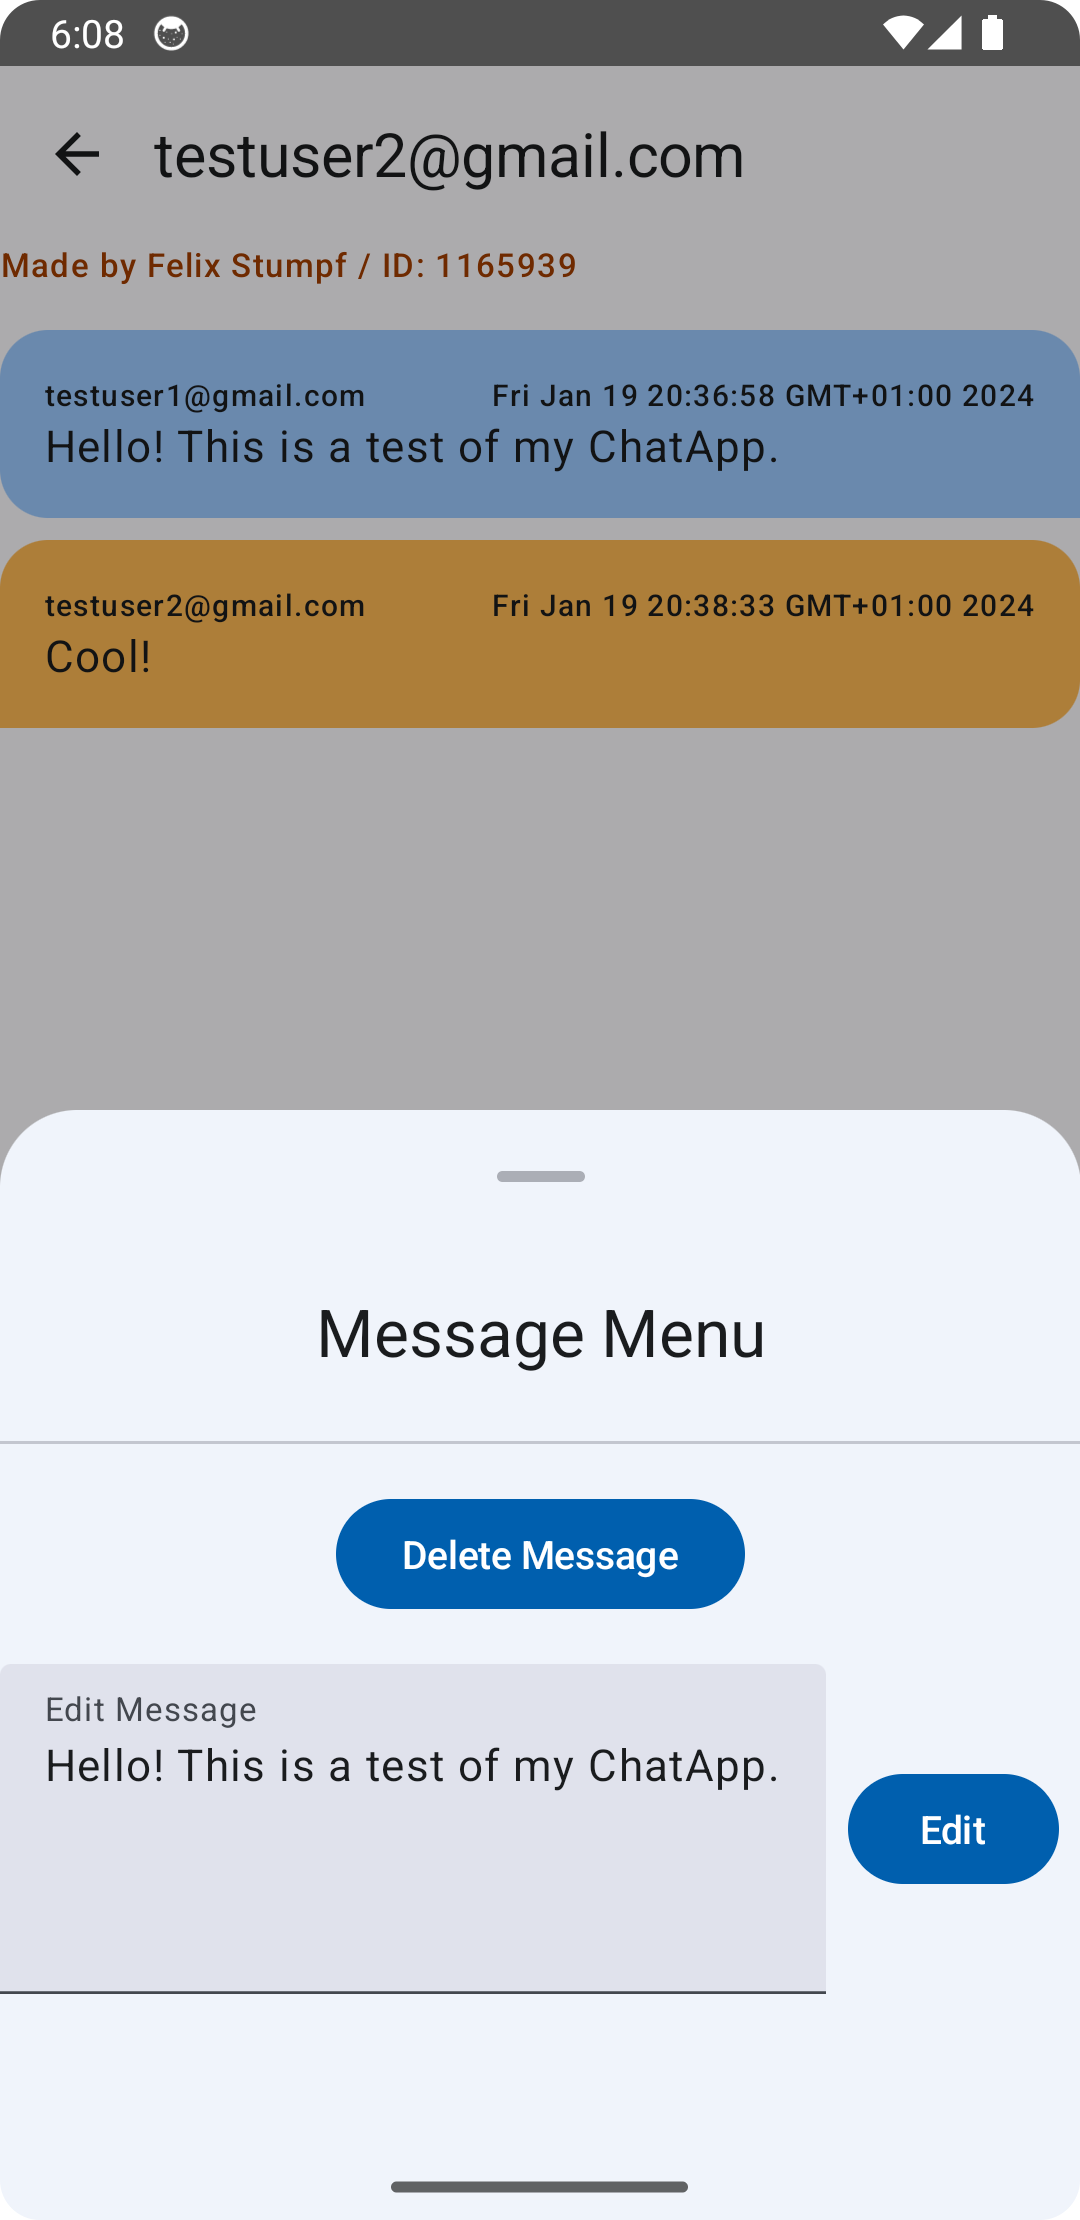 6:08
testuser2@gmail.com
Made by Felix Stumpf / ID: 1165939
testuser1@gmail.com Fri Jan 19 20:36:58 GMT+01:00 2024
Hello! This is a test of my ChatApp.
testuser2@gmail.com Fri Jan 19 20:38:33 GMT+01:00 2024
Cool!
Message Menu
Delete Message
Edit Message
Hello! This is a test of my ChatApp.
Edit